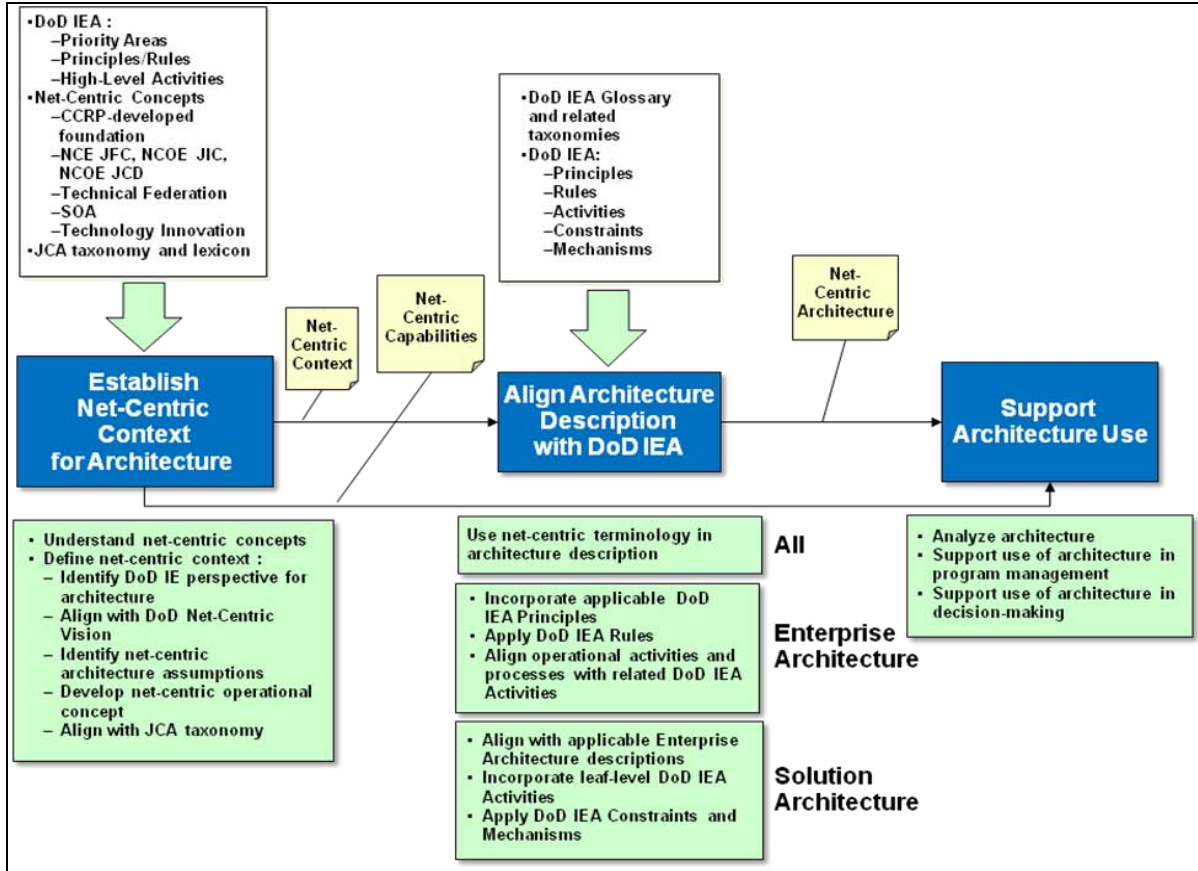 ▪DoD IEA :
–Priority Areas
–Principles/Rules
–High-Level Activities
▪Net-Centric Concepts
–CCRP-developed
foundation
–NCE JFC, NCOE JIC,
NCOE JCD
–Technical Federation
–SOA
–Technology Innovation
▪JCA taxonomy and lexicon
▪DoD IEA Glossary
and related
taxonomies
▪DoD IEA:
–Principles
–Rules
–Activities
–Constraints
–Mechanisms
Net-
Centric
Context
Net-
Centric
Capabilities
Net-
Centric
Architecture
Establish
Net-Centric
Context
for Architecture
Align Architecture
Description
with DoD IEA
Support
Architecture Use
▪ Understand net-centric concepts
▪ Define net-centric context :
– Identify DoD IE perspective for
architecture
– Align with DoD Net-Centric
Vision
– Identify net-centric
architecture assumptions
– Develop net-centric operational
concept
– Align with JCA taxonomy
Use net-centric terminology in
architecture description
All
▪ Incorporate applicable DoD
IEA Principles
▪ Apply DoD IEA Rules
▪ Align operational activities and
processes with related DoD IEA
Activities
Enterprise
Architecture
▪ Align with applicable Enterprise
Architecture descriptions
▪ Incorporate leaf-level DoD IEA
Activities
▪ Apply DoD IEA Constraints and
Mechanisms
Solution
Architecture
▪ Analyze architecture
▪ Support use of architecture in
program management
▪ Support use of architecture in
decision-making